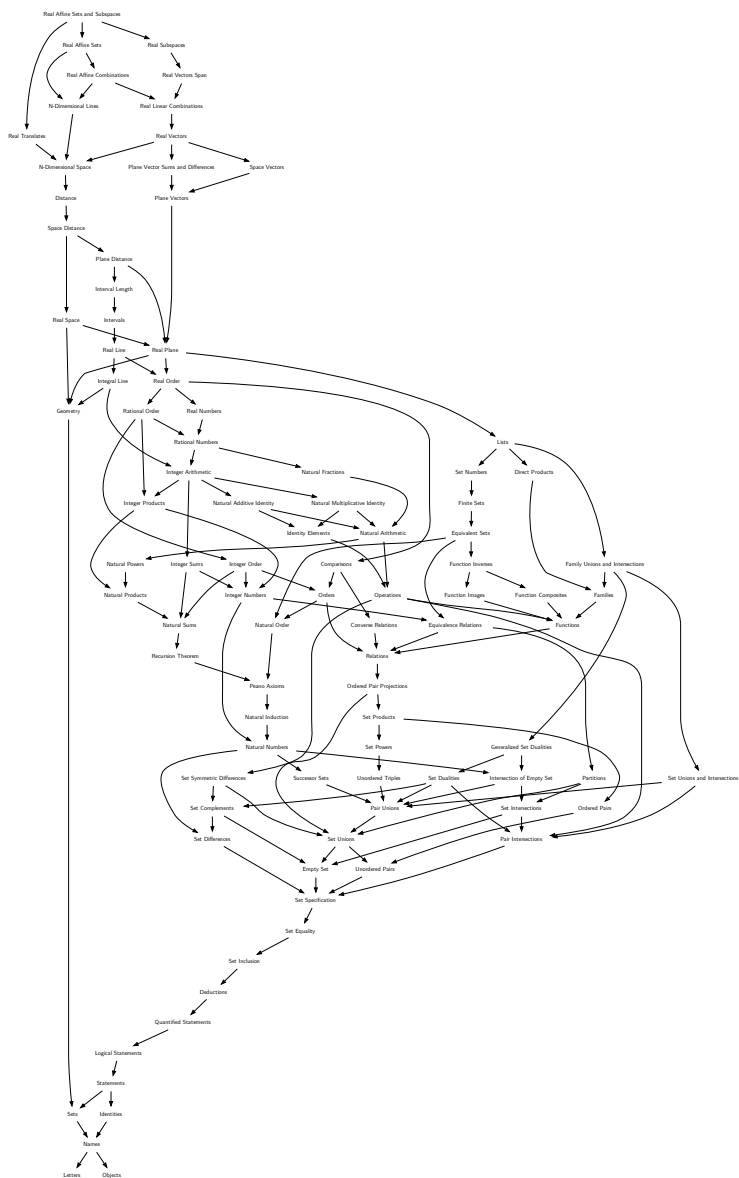 Real Affine Sets and Subspaces
Real Affine Sets Real Subspaces
Real Affine Combinations Real Vectors Span
N-Dimensional Lines Real Linear Combinations
Real Translates Real Vectors
N-Dimensional Space Plane Vector Sums and Differences Space Vectors
Distance Plane Vectors
Space Distance
Plane Distance
Interval Length
Real Space Intervals
Real Line Real Plane
Integral Line Real Order
Geometry Rational Order Real Numbers
Rational Numbers Lists
Integer Arithmetic Natural Fractions Set Numbers Direct Products
Integer Products Natural Additive Identity Natural Multiplicative Identity Finite Sets
Identity Elements Natural Arithmetic Equivalent Sets
Natural Powers Integer Sums Integer Order Comparisons Function Inverses Family Unions and Intersections
Natural Products Integer Numbers Orders Operations Function Images Function Composites Families
Natural Sums Natural Order Converse Relations Equivalence Relations Functions
Recursion Theorem Relations
Peano Axioms Ordered Pair Projections
Natural Induction Set Products
Natural Numbers Set Powers Generalized Set Dualities
Set Symmetric Differences Successor Sets Unordered Triples Set Dualities Intersection of Empty Set Partitions Set Unions and Intersections
Set Complements Pair Unions Set Intersections Ordered Pairs
Set Differences Set Unions Pair Intersections
Empty Set Unordered Pairs
Set Specification
Set Equality
Set Inclusion
Deductions
Quantified Statements
Logical Statements
Statements
Sets Identities
Names
Letters Objects